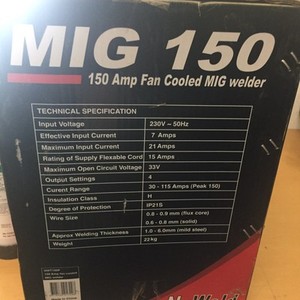 MIG 150
150 Amp Fan Cooled MIG welder
TECHNICAL SPECIFICATION
Input Voltage 230V ~ 50Hz
Effective Input Current 7 Amps
Maximum Input Current 21 Amps
Rating of Supply Flexable Cord 15 Amps
Maximum Open Circuit Voltage 33V
Output Settings 4
Curent Range 30 - 115 Amps (Peak 150)
Insulation Class H
Degree of Protection IP21S
Wire Size 0.8 - 0.9 mm (flux core)
0.6 - 0.8 mm (solid)
Approx Welding Thickness 1.0 - 6.0mm (mild steel)
Weight 22kg